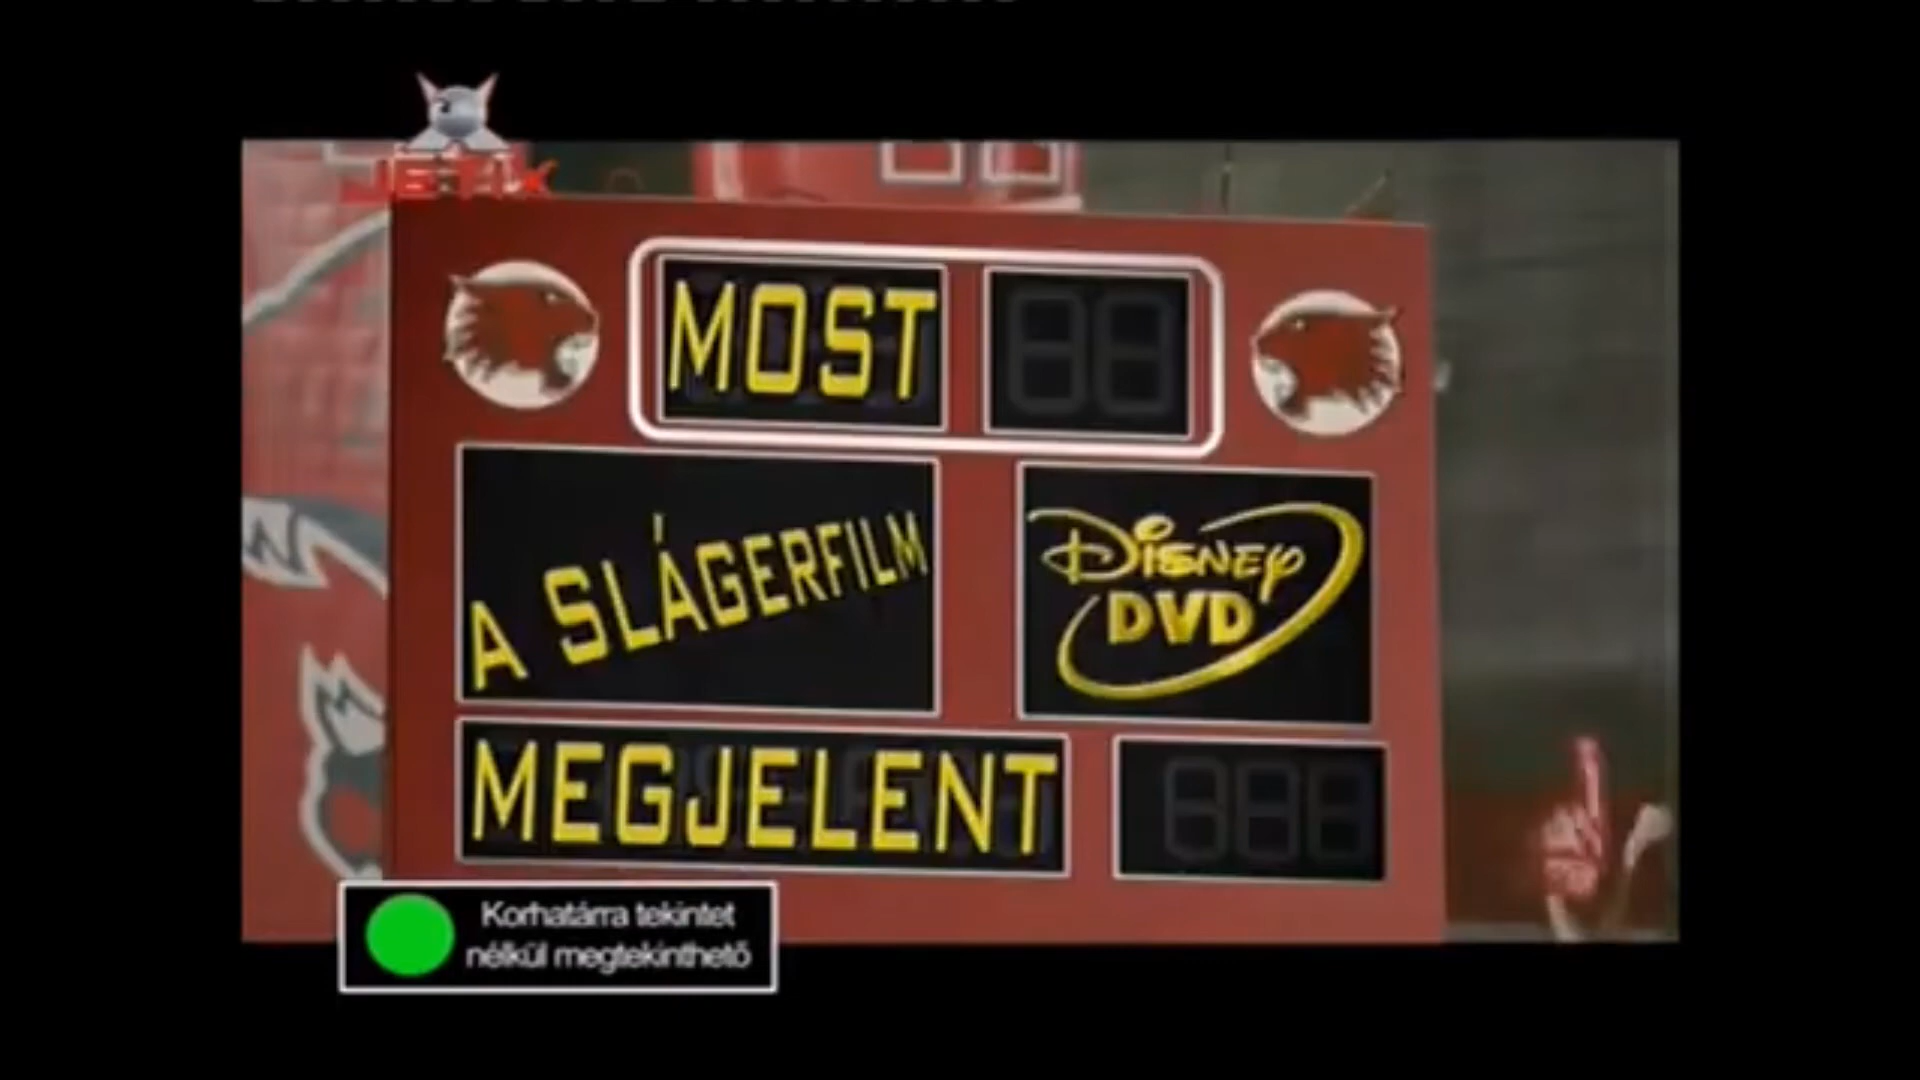 JETIX
MOST
A SLÁGERFILM
DISNEY
DVD
MEGJELENT
Korhatárra tekintet
nélkül megtekinthető